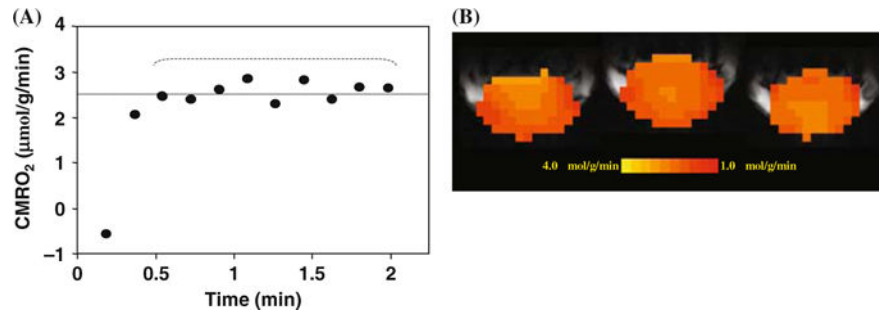 (A)
4
3
2
1
0
−1
CMRO2 (μmol/g/min)
0
0.5
1
1.5
2
Time (min)
(B)
4.0 mol/g/min
1.0 mol/g/min